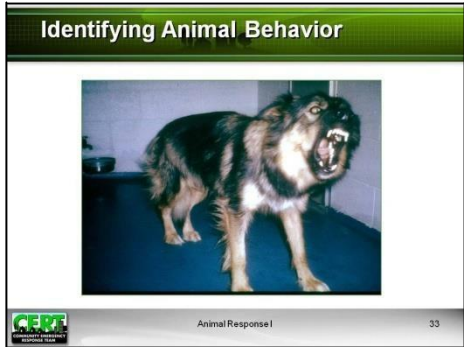 Identifying Animal Behavior
CERT
COMMUNITY EMERGENCY
RESPONSE TEAM
Animal Response I
33